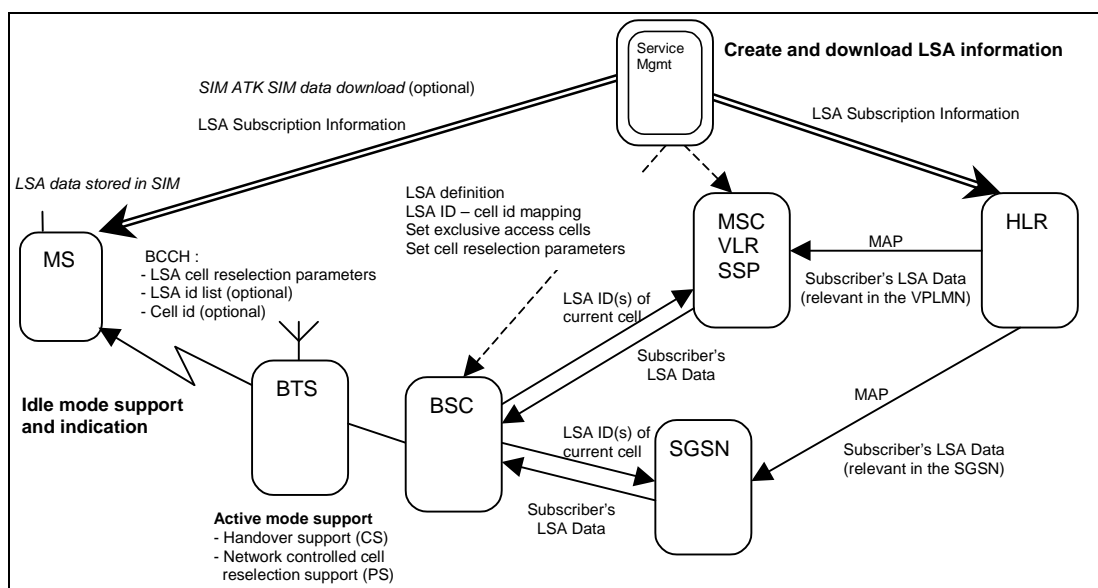 Service
Mgmt
Create and download LSA information
SIM ATK SIM data download (optional)
LSA Subscription Information
LSA Subscription Information
LSA data stored in SIM
LSA definition
LSA ID – cell id mapping
Set exclusive access cells
Set cell reselection parameters
MS
BCCH :
- LSA cell reselection parameters
- LSA id list (optional)
- Cell id (optional)
MSC
VLR
SSP
MAP
HLR
Subscriber's LSA Data
(relevant in the VPLMN)
LSA ID(s) of
current cell
Subscriber's
LSA Data
BTS
BSC
Idle mode support
and indication
MAP
LSA ID(s) of
current cell
SGSN
Subscriber's LSA Data
(relevant in the SGSN)
Subscriber's
LSA Data
Active mode support
- Handover support (CS)
- Network controlled cell
reselection support (PS)